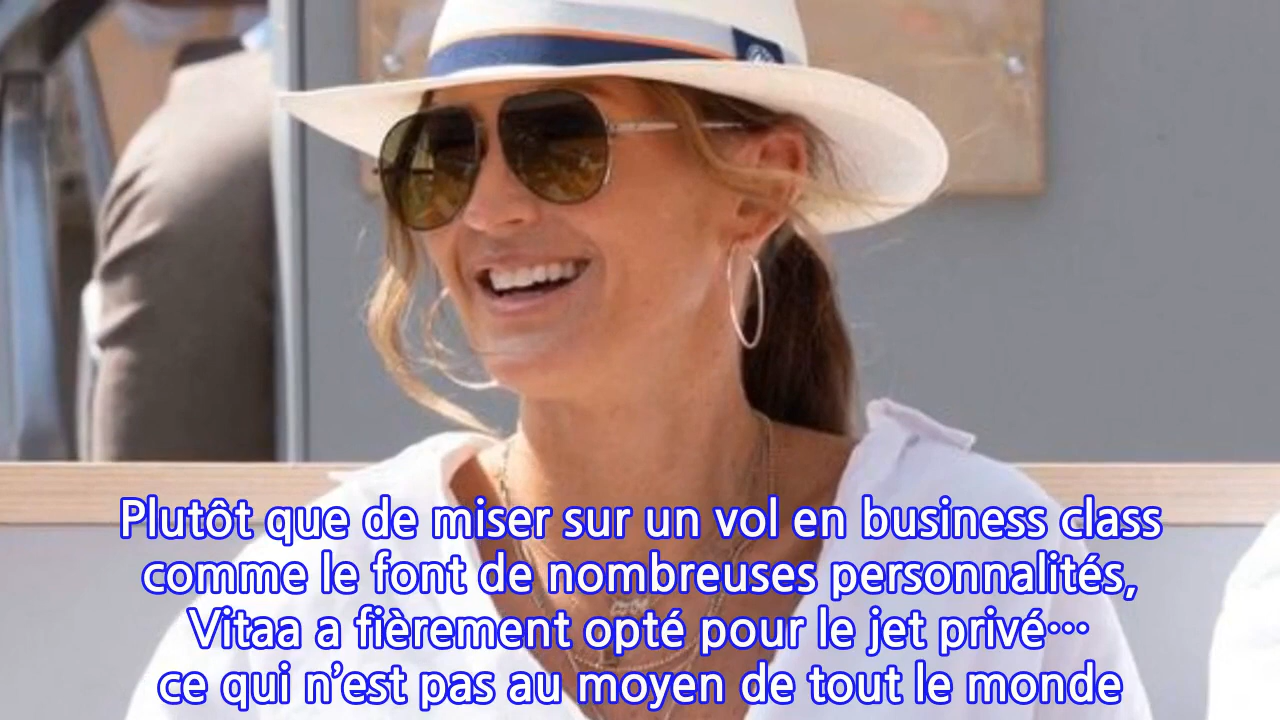 Plutôt que de miser sur un vol en business class
comme le font de nombreuses personnalités,
Vitaa a fièrement opté pour le jet privé…
ce qui n’est pas au moyen de tout le monde